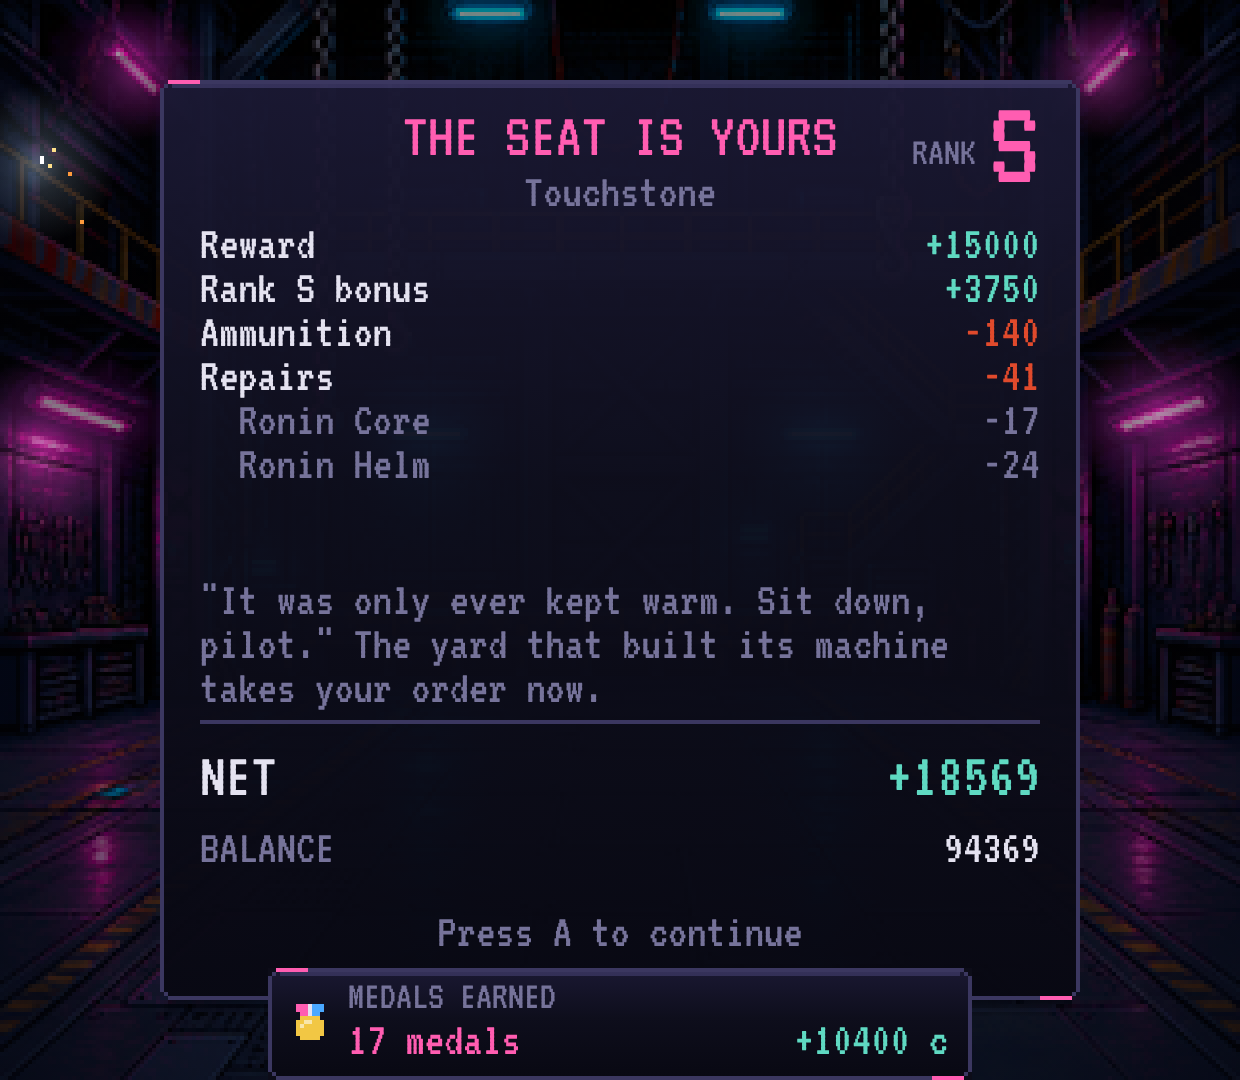 THE SEAT IS YOURS
RANK S
Touchstone
Reward +15000
Rank S bonus +3750
Ammunition -140
Repairs -41
Ronin Core -17
Ronin Helm -24
"It was only ever kept warm. Sit down,
pilot." The yard that built its machine
takes your order now.
NET +18569
BALANCE 94369
Press A to continue
MEDALS EARNED
17 medals +10400 c